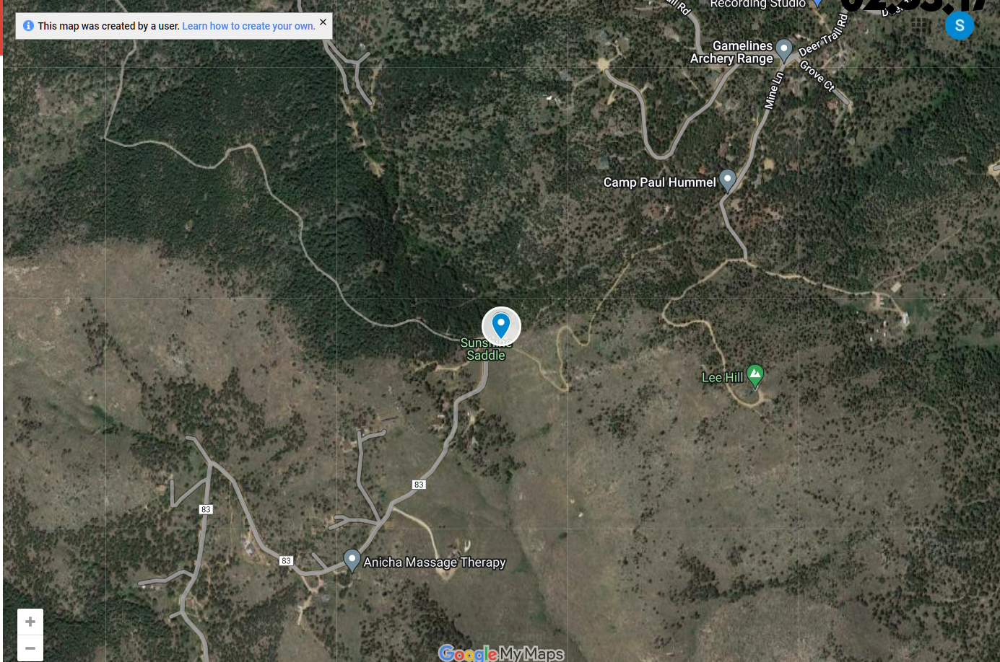 Recording Studio
This map was created by a user. Learn how to create your own.
S
Gamelines
Archery Range
Deer Trail Rd
Grove Ct
Mine Ln
Camp Paul Hummel
Sunshine
Saddle
Lee Hill
83
83
83
Anicha Massage Therapy
Google My Maps